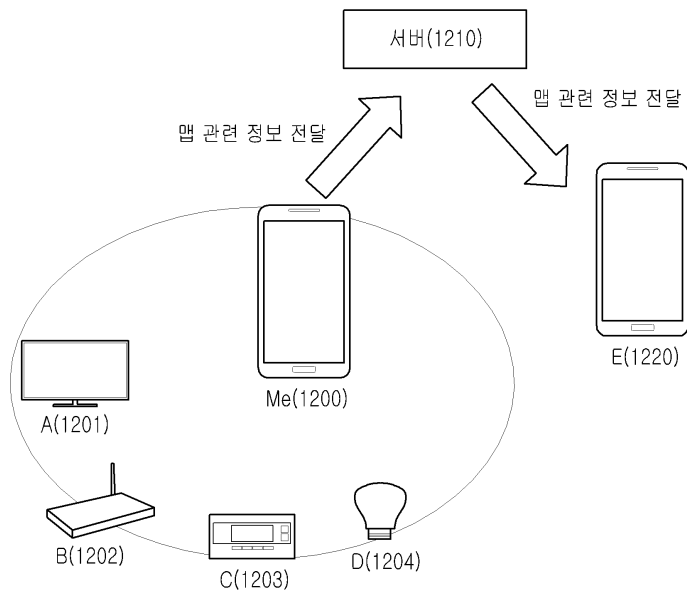 서버(1210)
맵 관련 정보 전달
맵 관련 정보 전달
Me(1200)
E(1220)
A(1201)
B(1202)
C(1203)
D(1204)